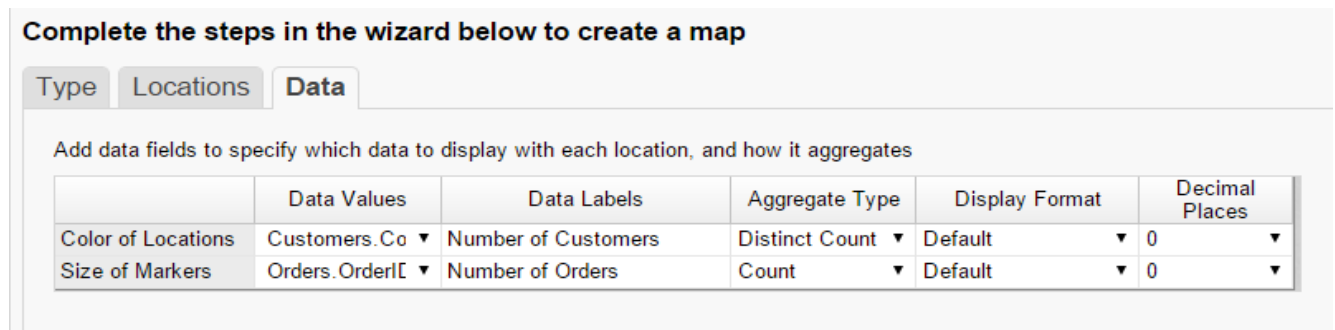 Complete the steps in the wizard below to create a map
Type Locations Data
Add data fields to specify which data to display with each location, and how it aggregates
Data Values Data Labels Aggregate Type Display Format Decimal Places
Color of Locations Customers.Co Number of Customers Distinct Count Default 0
Size of Markers Orders.OrderI Number of Orders Count Default 0